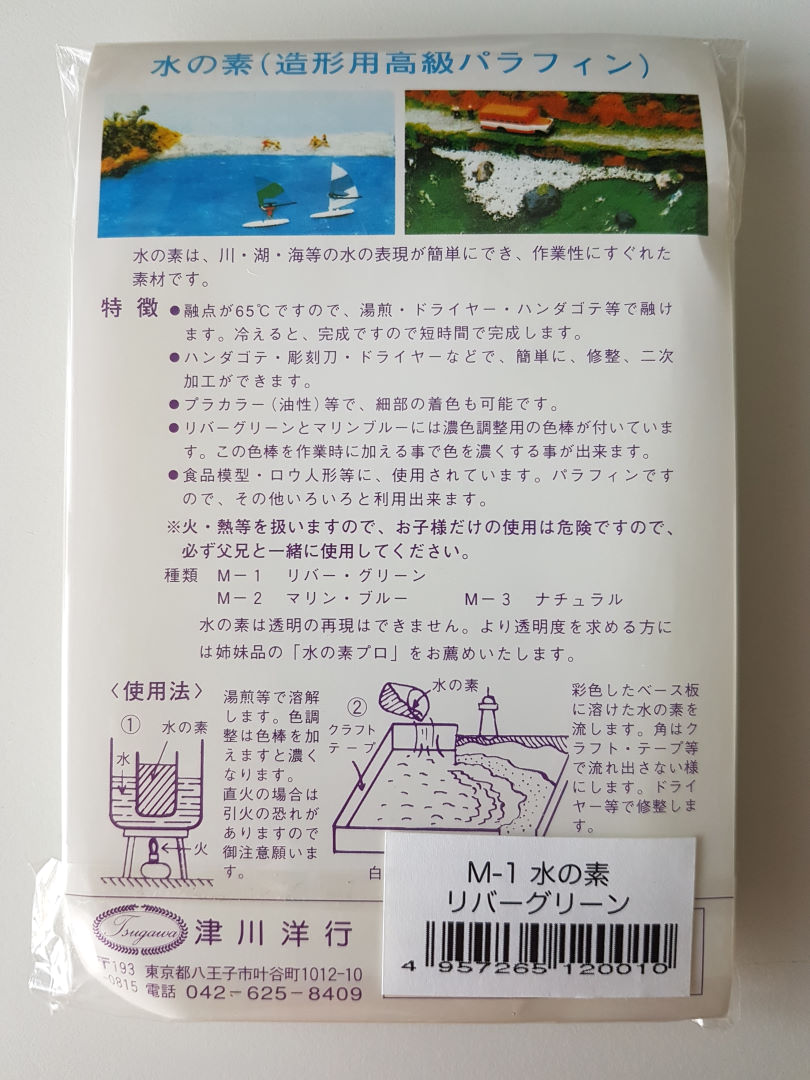 水の素(造形用高級パラフィン)
水の素は、川・湖・海等の水の表現が簡単にでき、作業性にすぐれた
素材です。
特徴
●融点が65℃ですので、湯煎・ドライヤー・ハンダゴテ等で融け
ます。冷えると、完成ですので短時間で完成します。
●ハンダゴテ・彫刻刀・ドライヤーなどで、簡単に、修整、二次
加工ができます。
●プラカラー(油性)等で、細部の着色も可能です。
●リバーグリーンとマリンブルーには濃色調整用の色棒が付いていま
す。この色棒を作業時に加える事で色を濃くする事が出来ます。
●食品模型・ロウ人形等に、使用されています。パラフィンです
ので、その他いろいろと利用出来ます。
※火・熱等を扱いますので、お子様だけの使用は危険ですので、
必ず父兄と一緒に使用してください。
種類 M-1 リバー・グリーン
M-2 マリン・ブルー M-3 ナチュラル
水の素は透明の再現はできません。より透明度を求める方に
は姉妹品の「水の素プロ」をお薦めいたします。
〈使用法〉
①
水の素
水
火
湯煎等で溶解
します。色調
整は色棒を加
えますと濃く
なります。
直火の場合は
引火の恐れが
ありますので
御注意願いま
す。
②
水の素
クラフト
テープ
白
彩色したベース板
に溶けた水の素を
流します。角はク
ラフト・テープ等
で流れ出さない様
にします。ドライ
ヤー等で修整しま
す。
M-1 水の素
リバーグリーン
4 957265 120010
Tsugawa
津川洋行
〒193
-0815
東京都八王子市叶谷町1012-10
電話 042-625-8409